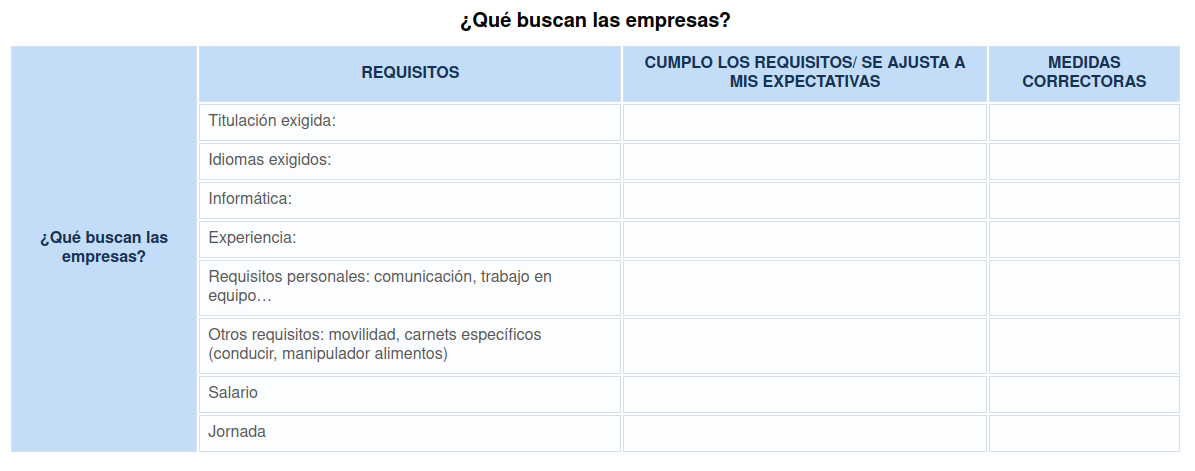 ¿Qué buscan las empresas?
REQUISITOS
CUMPLO LOS REQUISITOS/ SE AJUSTA A
MIS EXPECTATIVAS
MEDIDAS
CORRECTORAS
¿Qué buscan las
empresas?
Titulación exigida:
Idiomas exigidos:
Informática:
Experiencia:
Requisitos personales: comunicación, trabajo en
equipo…
Otros requisitos: movilidad, carnets específicos
(conducir, manipulador alimentos)
Salario
Jornada